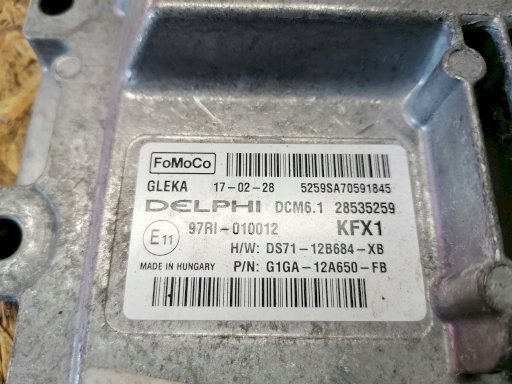 FoMoCo
GLEKA 17-02-28 5259SA70591845
DELPHI DCM6.1 28535259
E11 97RI-010012 KFX1
H/W: DS71-12B684-XB
MADE IN HUNGARY P/N: G1GA-12A650-FB